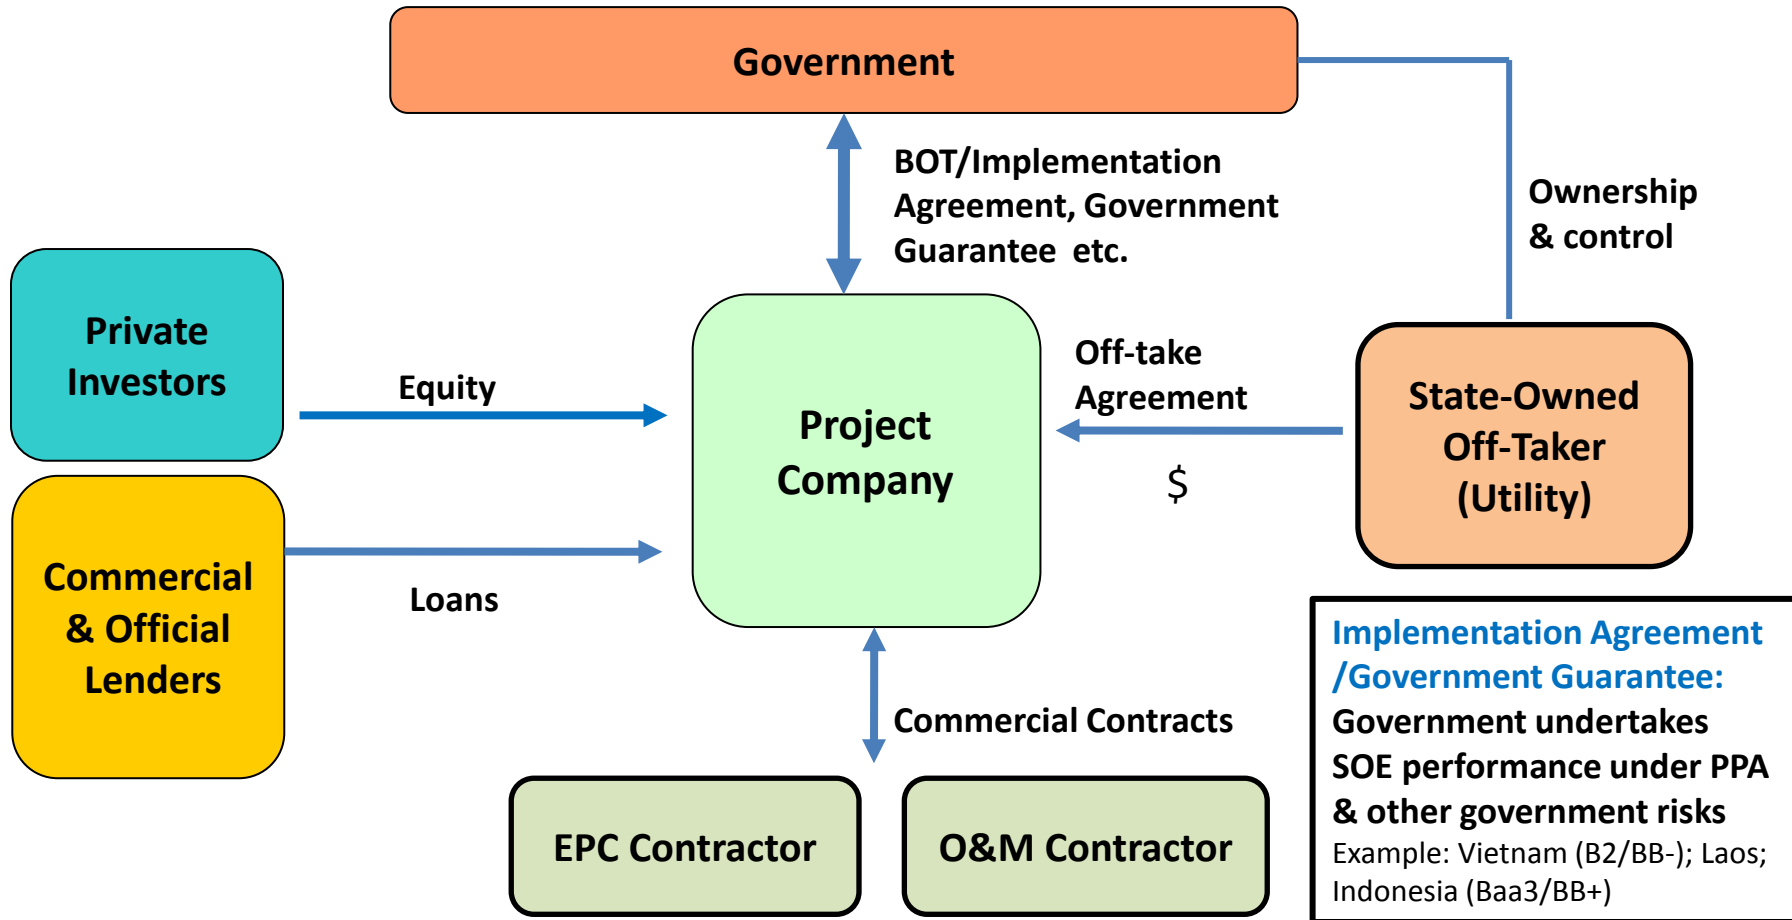 Government
BOT/Implementation
Agreement, Government
Guarantee etc.
Ownership
& control
Private
Investors
Equity
Project
Company
Off-take
Agreement
$
State-Owned
Off-Taker
(Utility)
Commercial
& Official
Lenders
Loans
Commercial Contracts
EPC Contractor
O&M Contractor
Implementation Agreement
/Government Guarantee:
Government undertakes
SOE performance under PPA
& other government risks
Example: Vietnam (B2/BB-); Laos;
Indonesia (Baa3/BB+)